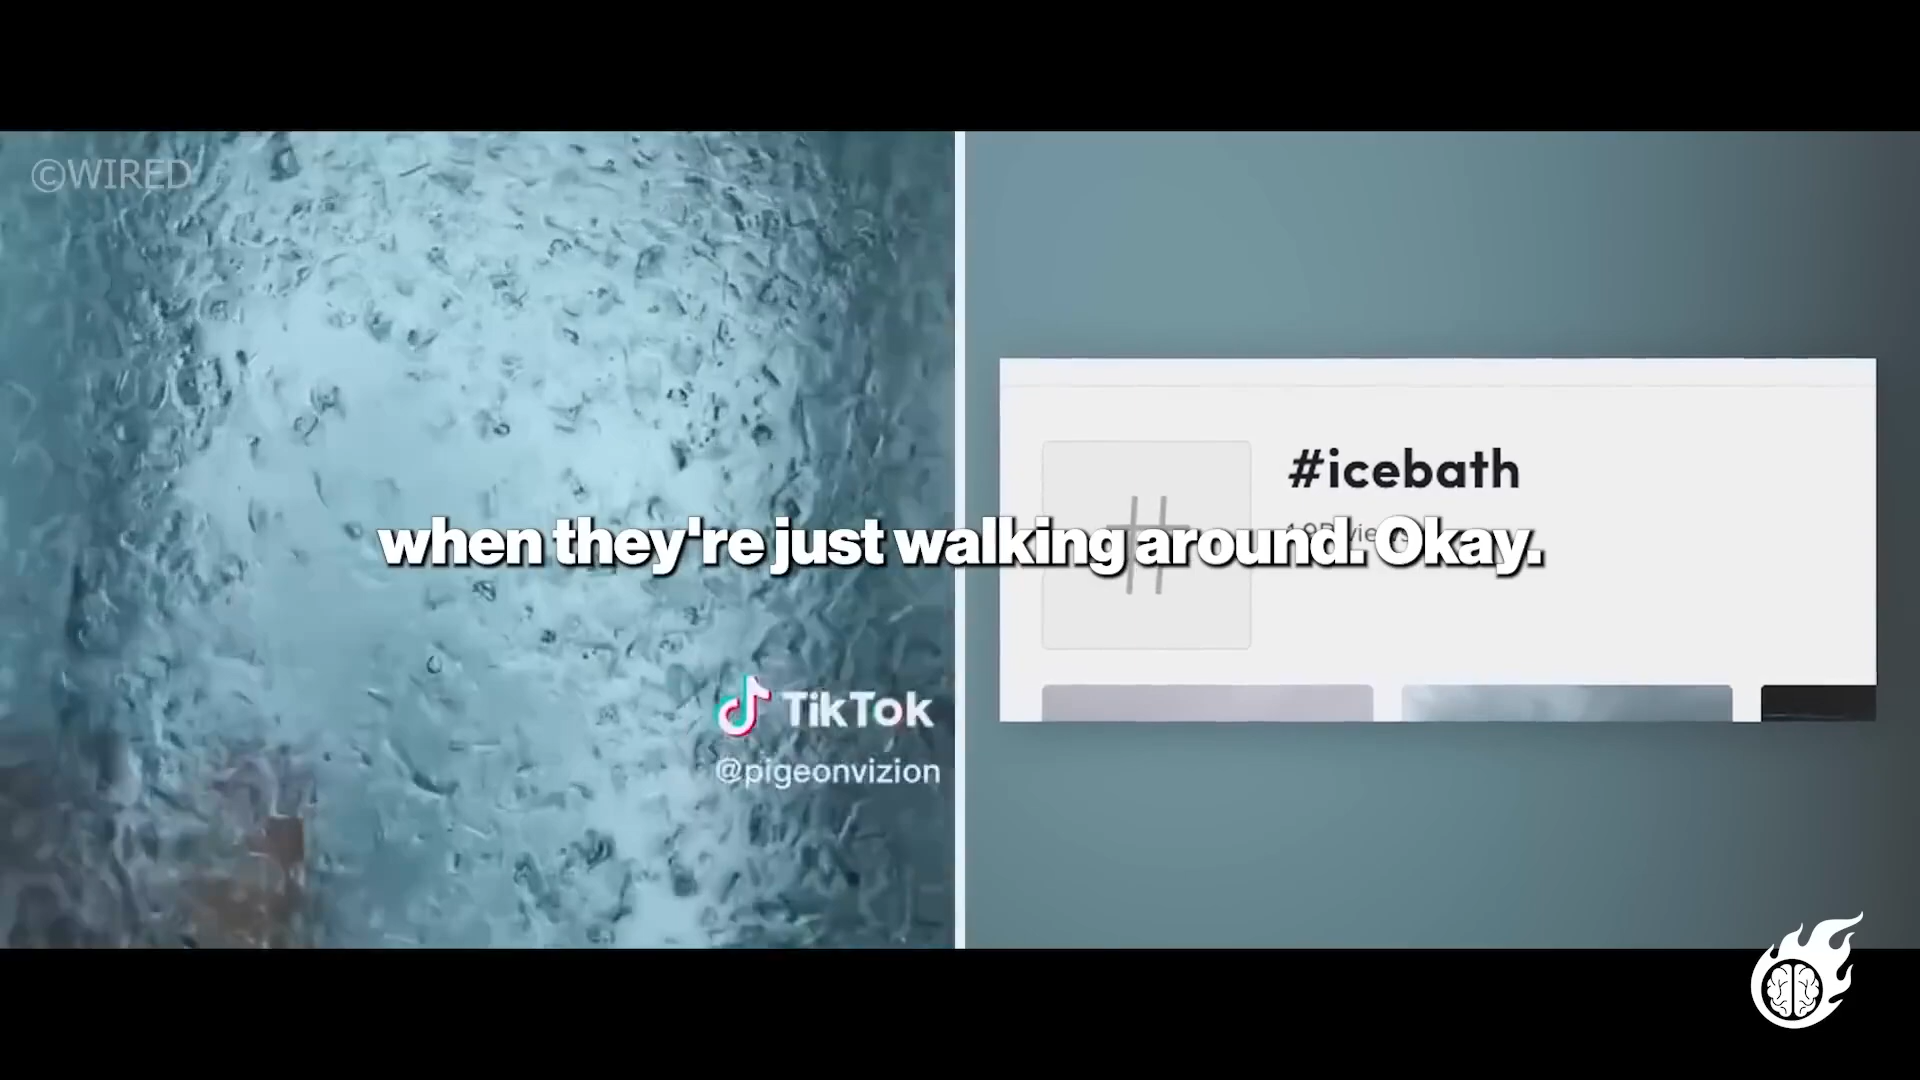 ©WIRED
#icebath
when they're just walking around. Okay.
TikTok
@pigeonvizion